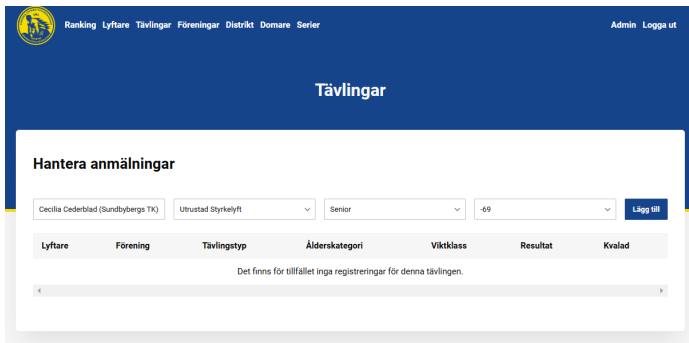 Ranking Lyftare Tävlingar Föreningar Distrikt Domare Serier Admin Logga ut
Tävlingar
Hantera anmälningar
Cecilia Cederblad (Sundbybergs TK) Utrustad Styrkelyft Senior -69 Lägg till
Lyftare Förening Tävlingstyp Ålderskategori Viktklass Resultat Kvalad
Det finns för tillfället inga registreringar för denna tävlingen.